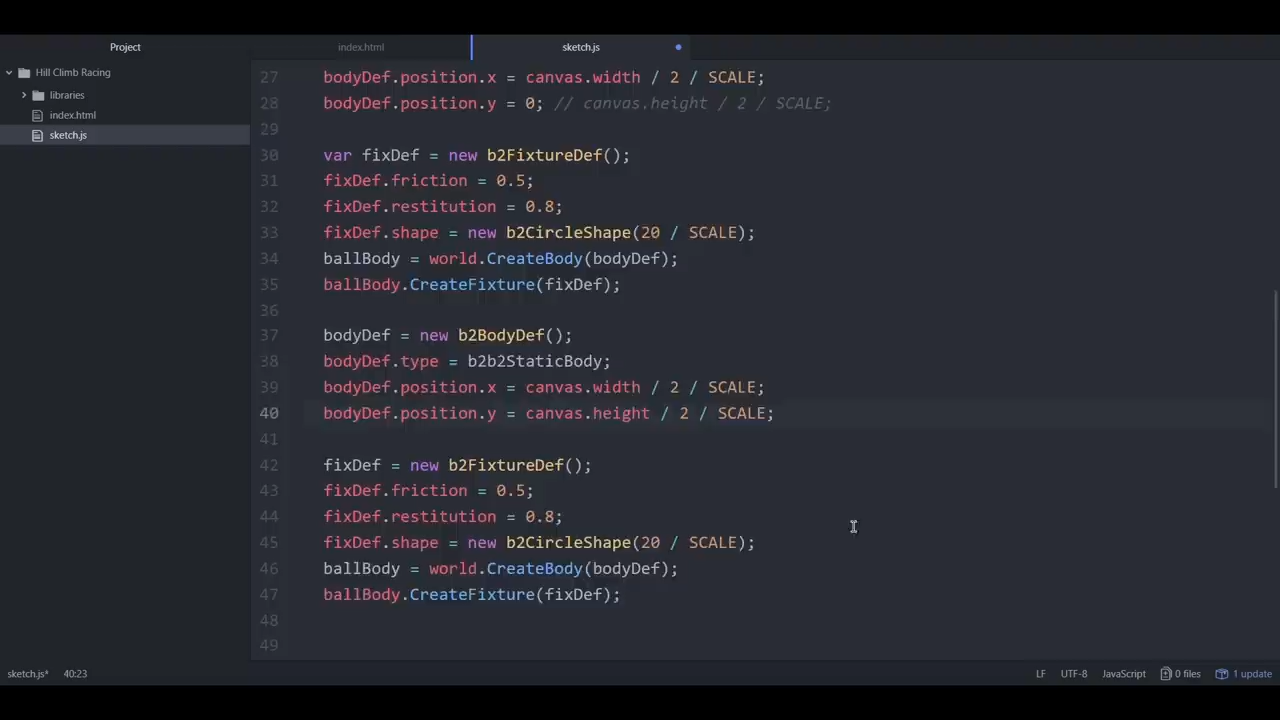 Project
index.html
sketch.js
Hill Climb Racing
libraries
index.html
sketch.js
27 bodyDef.position.x = canvas.width / 2 / SCALE;
28 bodyDef.position.y = 0; // canvas.height / 2 / SCALE;
29
30 var fixDef = new b2FixtureDef();
31 fixDef.friction = 0.5;
32 fixDef.restitution = 0.8;
33 fixDef.shape = new b2CircleShape(20 / SCALE);
34 ballBody = world.CreateBody(bodyDef);
35 ballBody.CreateFixture(fixDef);
36
37 bodyDef = new b2BodyDef();
38 bodyDef.type = b2b2StaticBody;
39 bodyDef.position.x = canvas.width / 2 / SCALE;
40 bodyDef.position.y = canvas.height / 2 / SCALE;
41
42 fixDef = new b2FixtureDef();
43 fixDef.friction = 0.5;
44 fixDef.restitution = 0.8;
45 fixDef.shape = new b2CircleShape(20 / SCALE);
46 ballBody = world.CreateBody(bodyDef);
47 ballBody.CreateFixture(fixDef);
48
49
sketch.js* 40:23 LF UTF-8 JavaScript 0 files 1 update